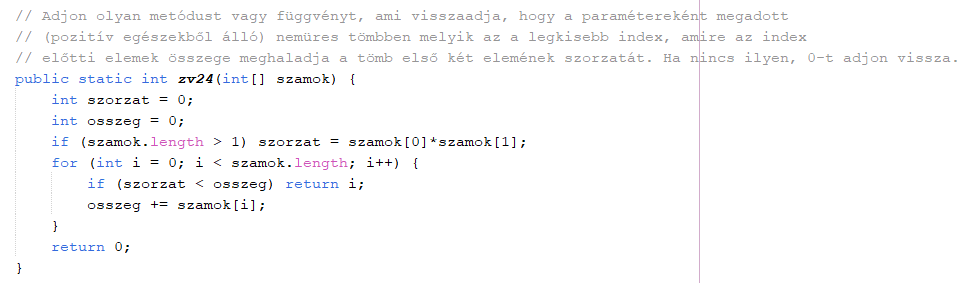 // Adjon olyan metódust vagy függvényt, ami visszaadja, hogy a paramétereként megadott
// (pozitív egészekből álló) nemüres tömbben melyik az a legkisebb index, amire az index
// előtti elemek összege meghaladja a tömb első két elemének szorzatát. Ha nincs ilyen, 0-t adjon vissza.
public static int zv24(int[] szamok) {
    int szorzat = 0;
    int osszeg = 0;
    if (szamok.length > 1) szorzat = szamok[0]*szamok[1];
    for (int i = 0; i < szamok.length; i++) {
        if (szorzat < osszeg) return i;
        osszeg += szamok[i];
    }
    return 0;
}